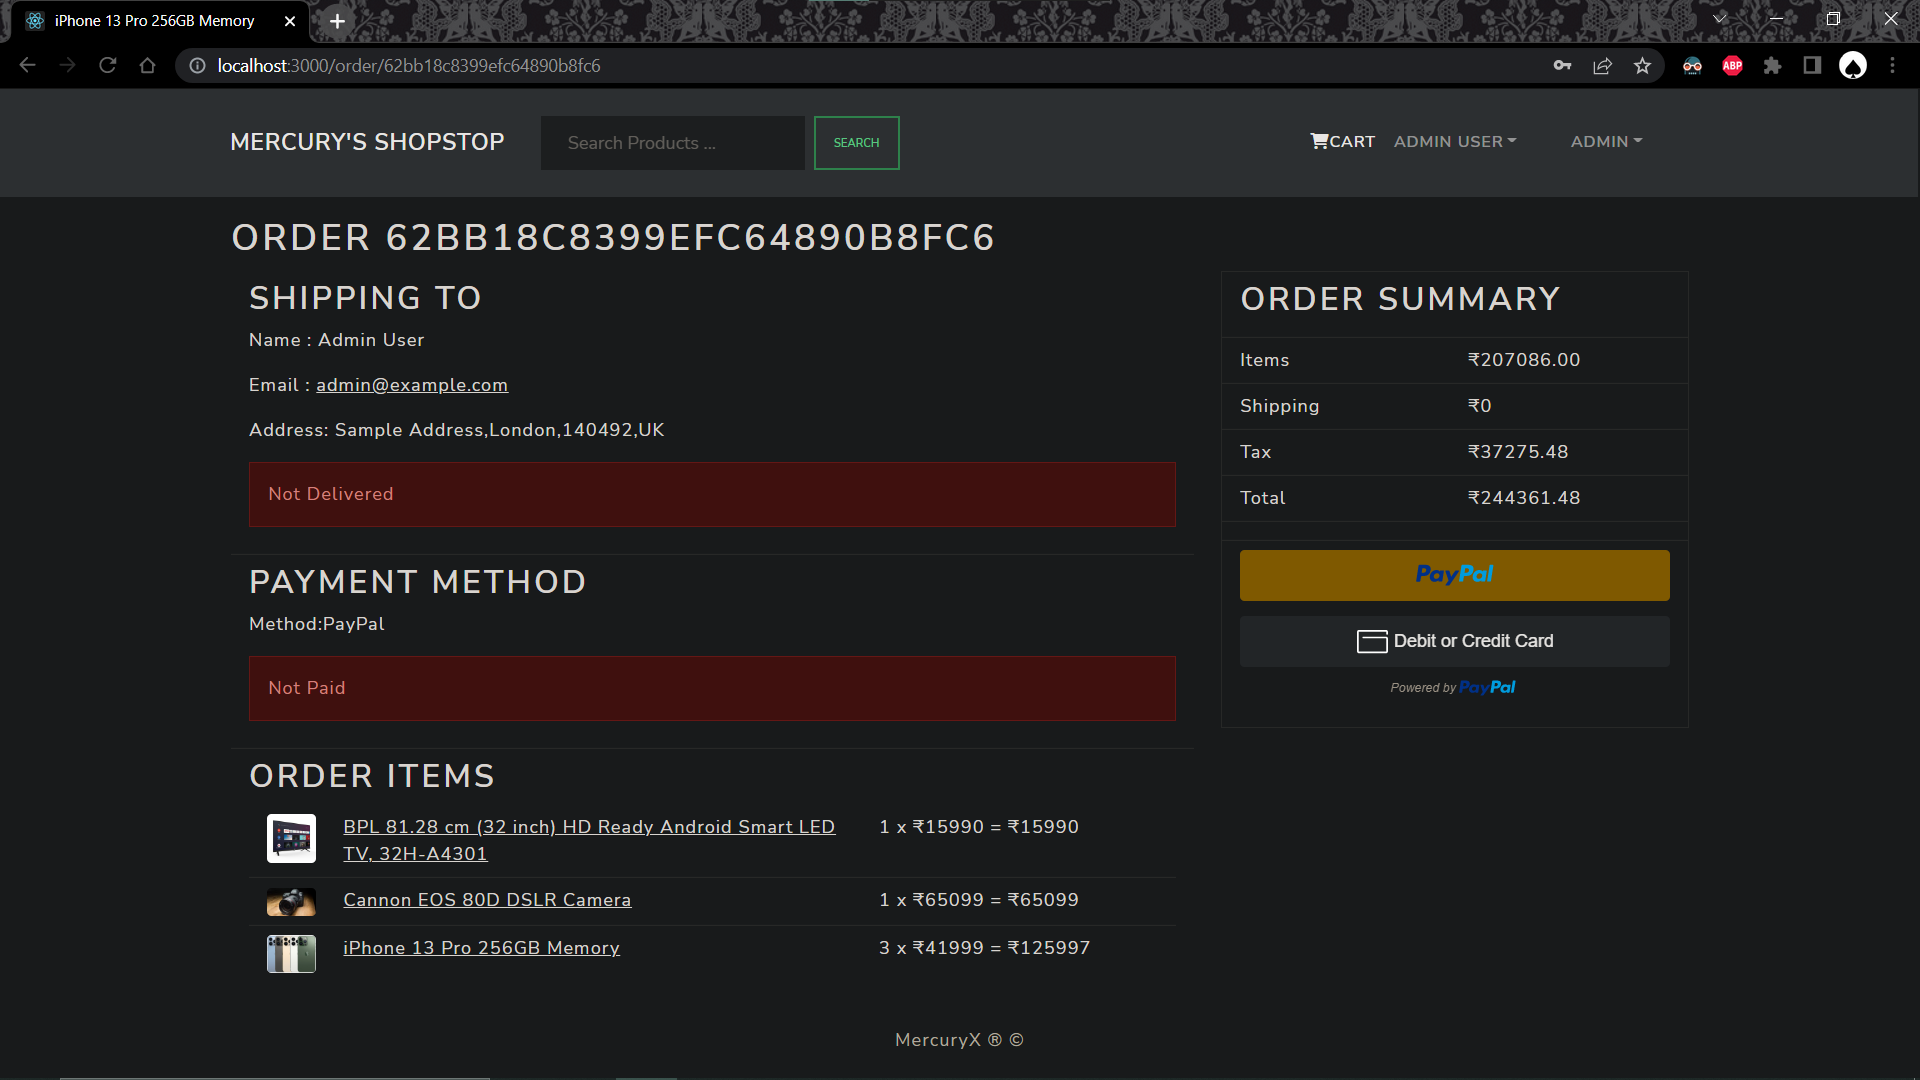 iPhone 13 Pro 256GB Memory
localhost:3000/order/62bb18c8399efc64890b8fc6
ABP
MERCURY'S SHOPSTOP
Search Products ...
SEARCH
CART
ADMIN USER
ADMIN
ORDER 62BB18C8399EFC64890B8FC6
SHIPPING TO
Name : Admin User
Email : admin@example.com
Address: Sample Address,London,140492,UK
Not Delivered
PAYMENT METHOD
Method:PayPal
Not Paid
ORDER ITEMS
BPL 81.28 cm (32 inch) HD Ready Android Smart LED
TV, 32H-A4301
1 x ₹15990 = ₹15990
Cannon EOS 80D DSLR Camera
1 x ₹65099 = ₹65099
iPhone 13 Pro 256GB Memory
3 x ₹41999 = ₹125997
ORDER SUMMARY
Items ₹207086.00
Shipping ₹0
Tax ₹37275.48
Total ₹244361.48
PayPal
Debit or Credit Card
Powered by PayPal
MercuryX ® ©